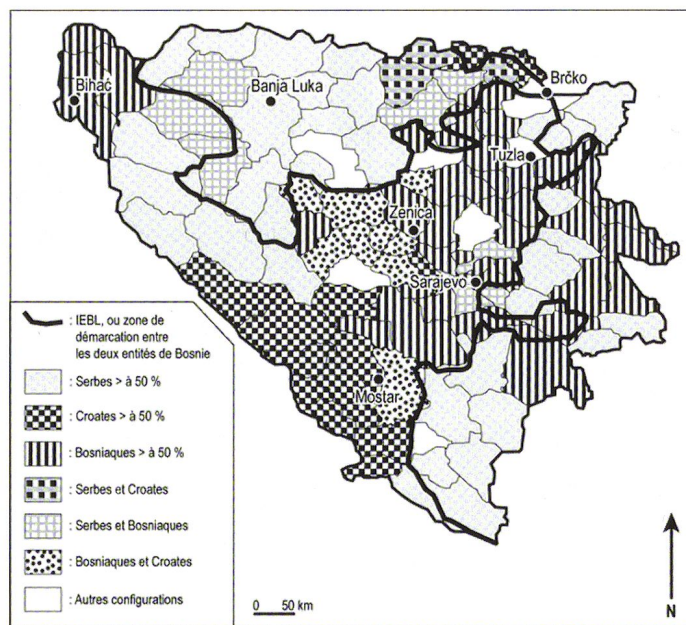 Bihać
Banja Luka
Brčko
Tuzla
Zenica
Sarajevo
Mostar
: IEBL, ou zone de
démarcation entre
les deux entités de Bosnie
: Serbes > à 50 %
: Croates > à 50 %
: Bosniaques > à 50 %
: Serbes et Croates
: Serbes et Bosniaques
: Bosniaques et Croates
: Autres configurations
0 50 km
N